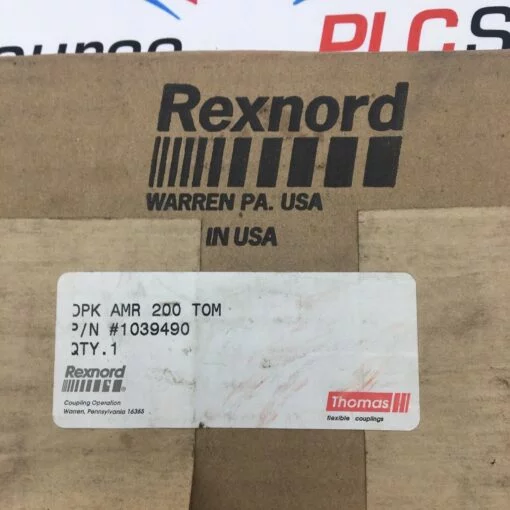 PLC.S
Rexnord
WARREN PA. USA
IN USA
DPK AMR 200 TOM
P/N #1039490
QTY.1
Rexnord
Coupling Operation
Warren, Pennsylvania 16365
Thomas
flexible couplings